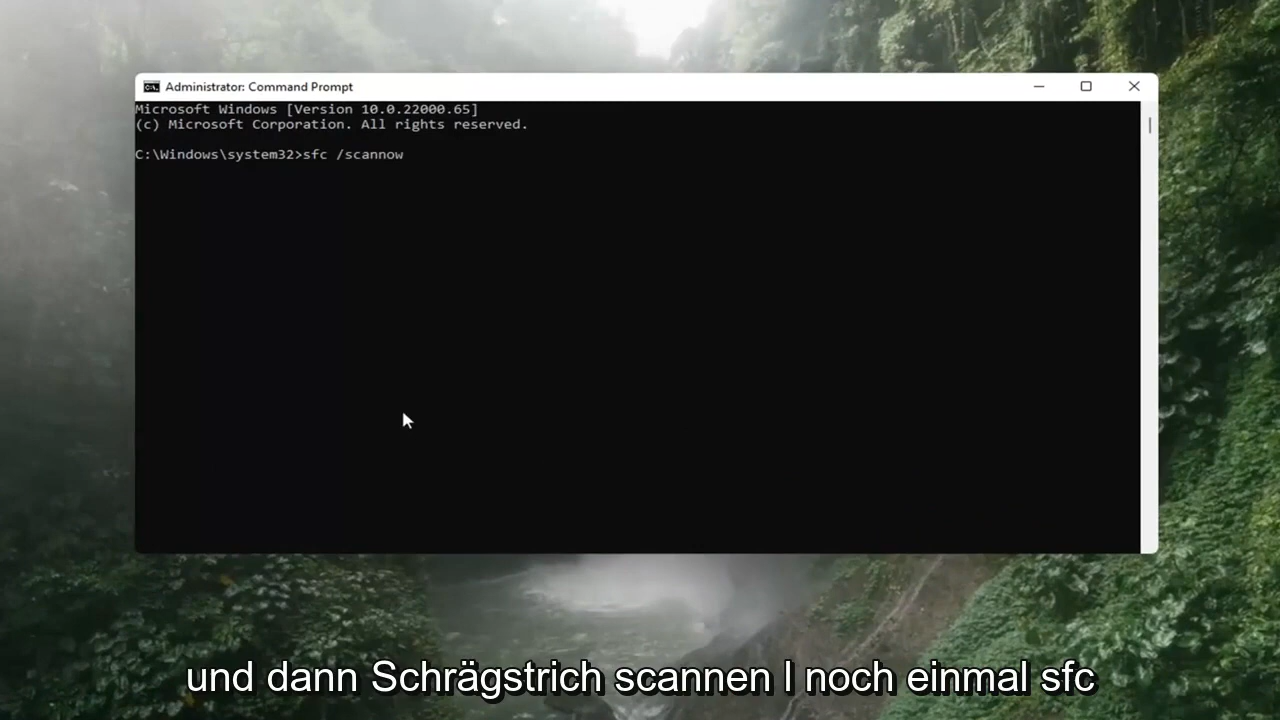 Administrator: Command Prompt
Microsoft Windows [Version 10.0.22000.65]
(c) Microsoft Corporation. All rights reserved.
C:\Windows\system32>sfc /scannow
und dann Schrägstrich scannen l noch einmal sfc